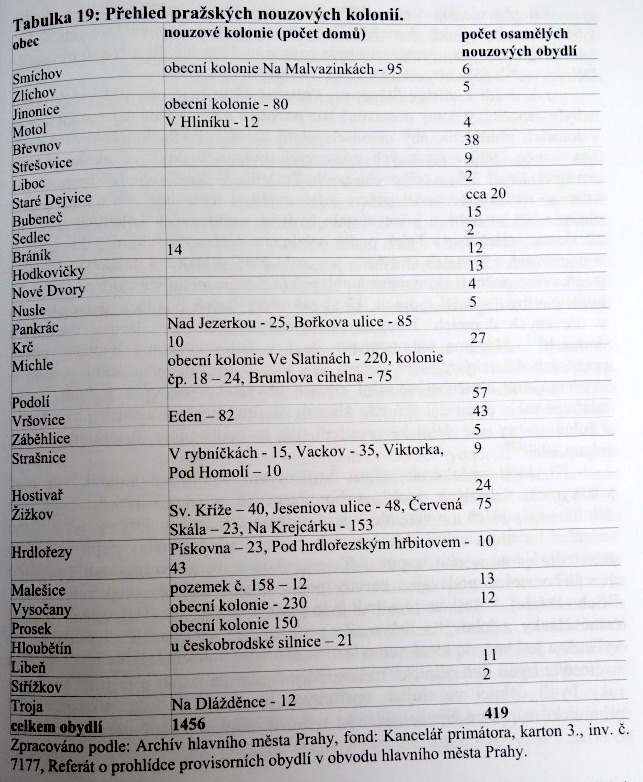 Tabulka 19: Přehled pražských nouzových kolonií.
obec nouzové kolonie (počet domů) počet osamělých
nouzových obydlí
Smíchov obecní kolonie Na Malvazinkách - 95 6
Zlíchov 5
Jinonice obecní kolonie - 80
Motol V Hliníku - 12 4
Břevnov 38
Střešovice 9
Liboc 2
Staré Dejvice cca 20
Bubeneč 15
Sedlec 2
Bráník 14 12
Hodkovičky 13
Nové Dvory 4
Nusle 5
Pankrác Nad Jezerkou - 25, Bořkova ulice - 85
Krč 10 27
Michle obecní kolonie Ve Slatinách - 220, kolonie
čp. 18 – 24, Brumlova cihelna - 75
Podolí 57
Vršovice Eden – 82 43
Záběhlice 5
Strašnice V rybníčkách - 15, Vackov - 35, Viktorka, 9
Pod Homolí – 10
Hostivař 24
Žižkov Sv. Kříže – 40, Jeseniova ulice - 48, Červená 75
Skála – 23, Na Krejcárku - 153
Hrdlořezy Pískovna – 23, Pod hrdlořezským hřbitovem - 10
43
Malešice pozemek č. 158 – 12 13
Vysočany obecní kolonie - 230 12
Prosek obecní kolonie 150
Hloubětín u českobrodské silnice – 21
Libeň 11
Střížkov 2
Troja Na Dlážděnce - 12
celkem obydlí 1456 419
Zpracováno podle: Archív hlavního města Prahy, fond: Kancelář primátora, karton 3., inv. č.
7177, Referát o prohlídce provisorních obydlí v obvodu hlavního města Prahy.